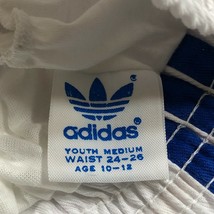 ®
adidas®
YOUTH MEDIUM
WAIST 24-26
AGE 10-12